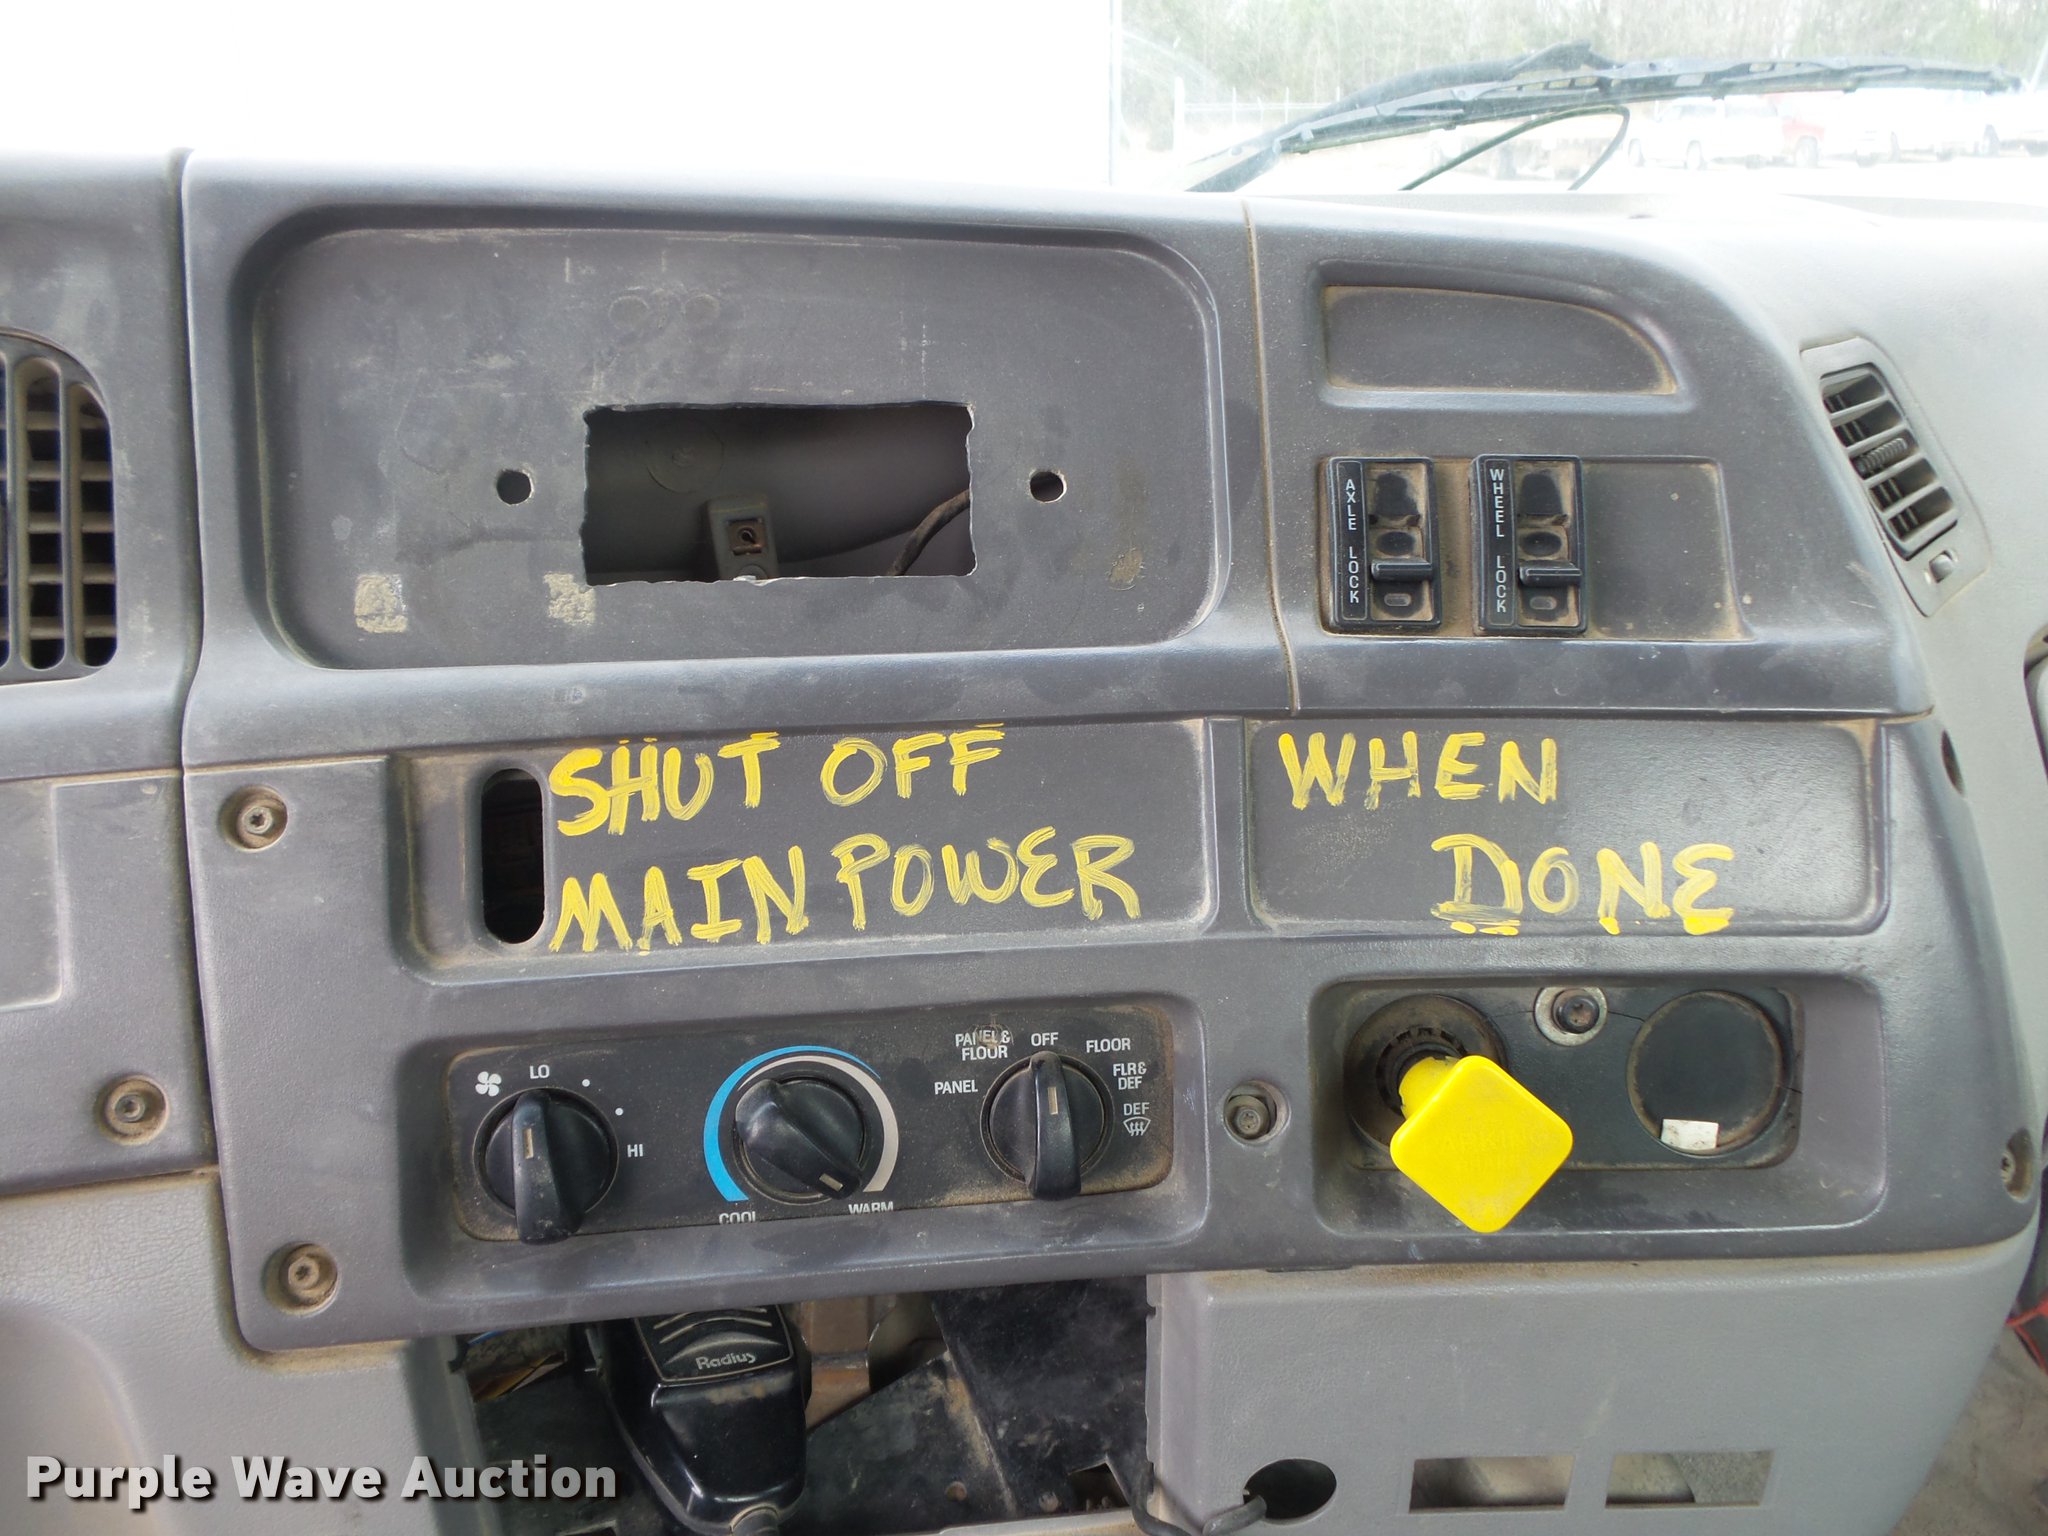 AXLE LOCK
WHEEL LOCK
SHUT OFF
MAIN POWER
WHEN
DONE
LO
HI
COOL
WARM
PANEL
PANEL &
FLOOR
OFF
FLOOR
FLR &
DEF
DEF
Radius
Purple Wave Auction